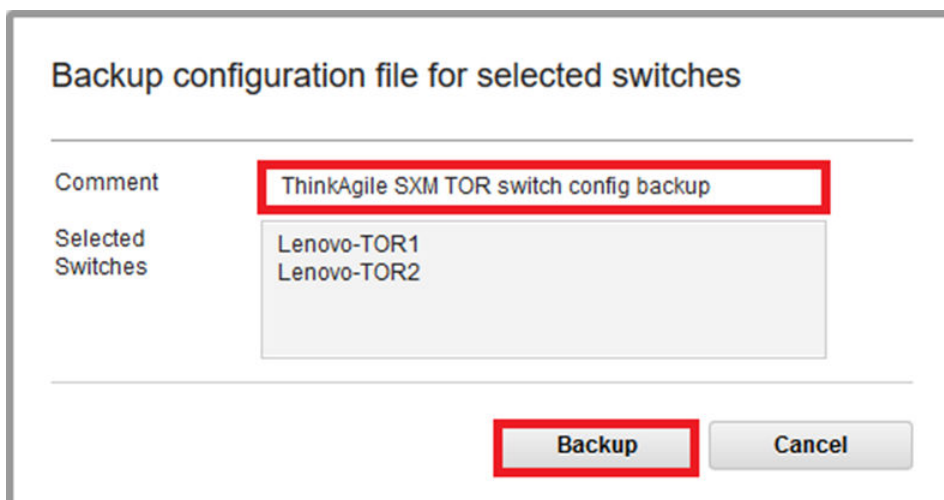 Backup configuration file for selected switches
Comment
ThinkAgile SXM TOR switch config backup
Selected
Switches
Lenovo-TOR1
Lenovo-TOR2
Backup
Cancel